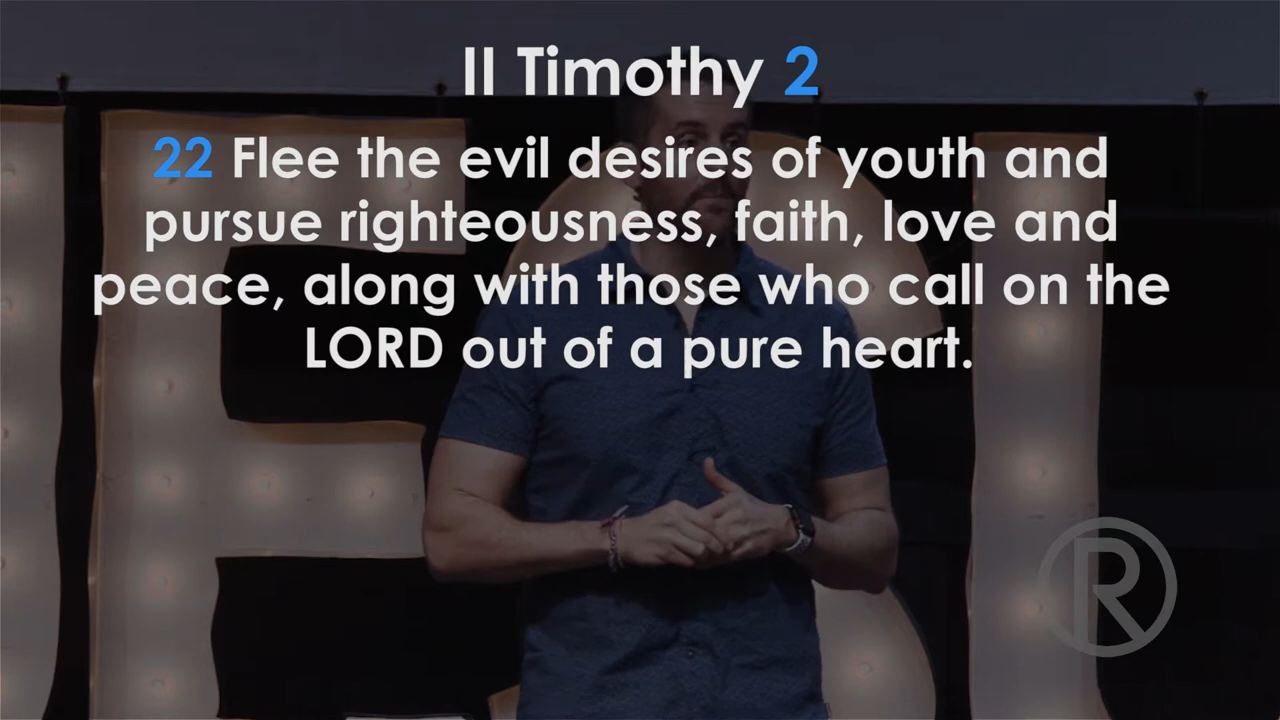 II Timothy 2
22 Flee the evil desires of youth and
pursue righteousness, faith, love and
peace, along with those who call on the
LORD out of a pure heart.
R